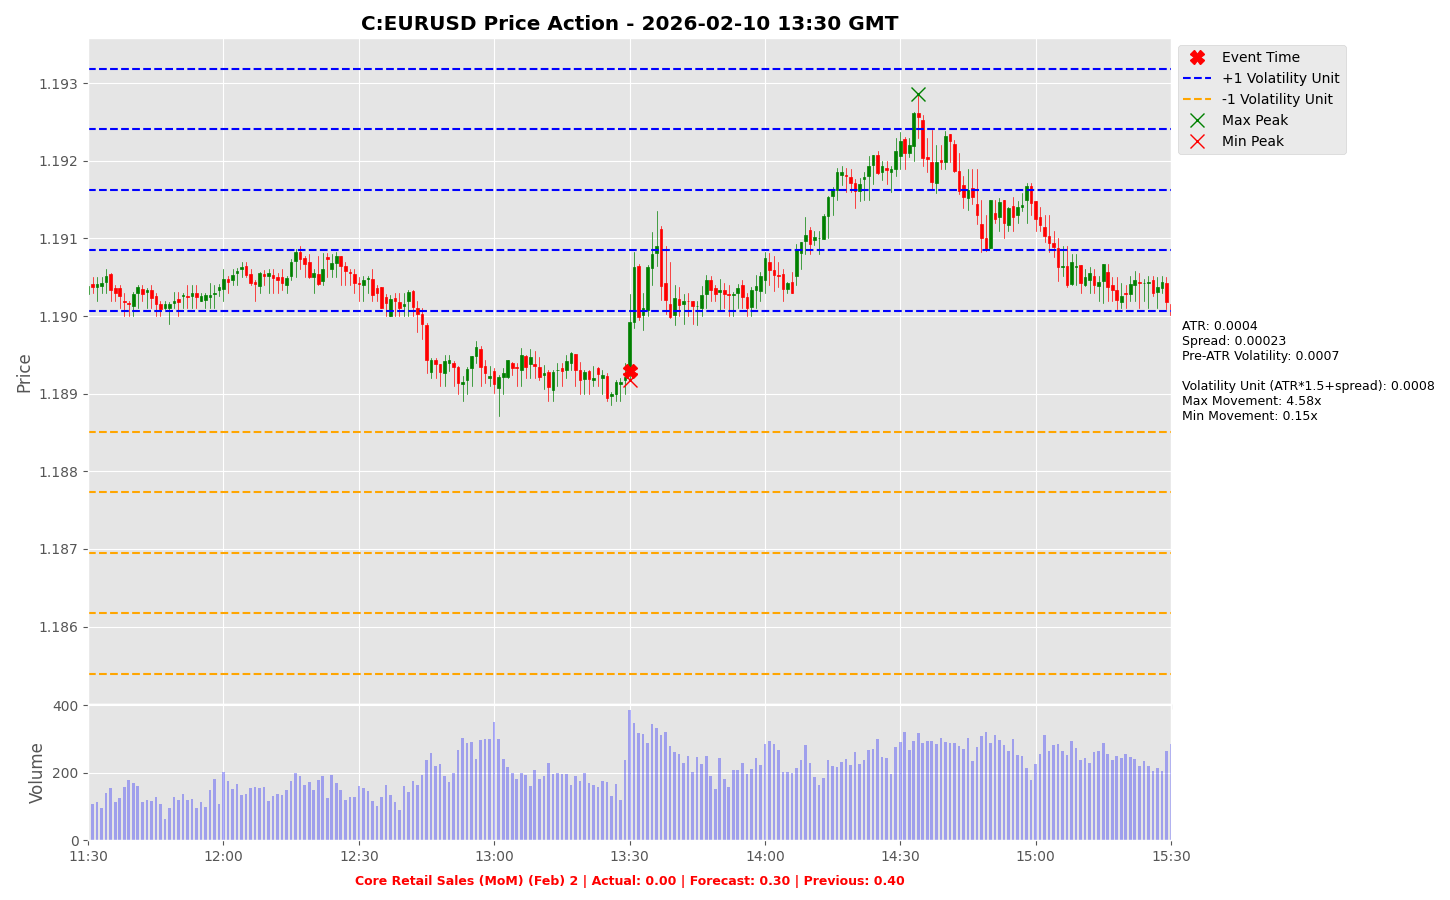 C:EURUSD Price Action - 2026-02-10 13:30 GMT
Event Time
+1 Volatility Unit
-1 Volatility Unit
Max Peak
Min Peak
Price
1.193
1.192
1.191
1.190
1.189
1.188
1.187
1.186
ATR: 0.0004
Spread: 0.00023
Pre-ATR Volatility: 0.0007
Volatility Unit (ATR*1.5+spread): 0.0008
Max Movement: 4.58x
Min Movement: 0.15x
Volume
400
200
0
11:30 12:00 12:30 13:00 13:30 14:00 14:30 15:00 15:30
Core Retail Sales (MoM) (Feb) 2 | Actual: 0.00 | Forecast: 0.30 | Previous: 0.40